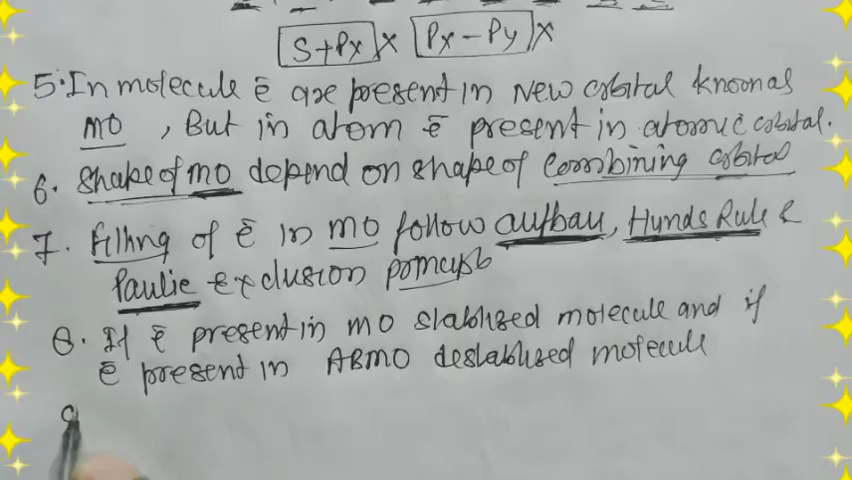 S+Px x Px-Py x
5. In molecule ē are present in New orbital knoon as
MO , But in atom ē present in atomic orbital.
6. Shape of MO depend on shape of Combining orbital
7. Filling of ē in MO follow aufbau, Hunds Rule &
Paulie exclusion
8. If ē present in MO stablised molecule and if
ē present in ABMO destablised molecule
9